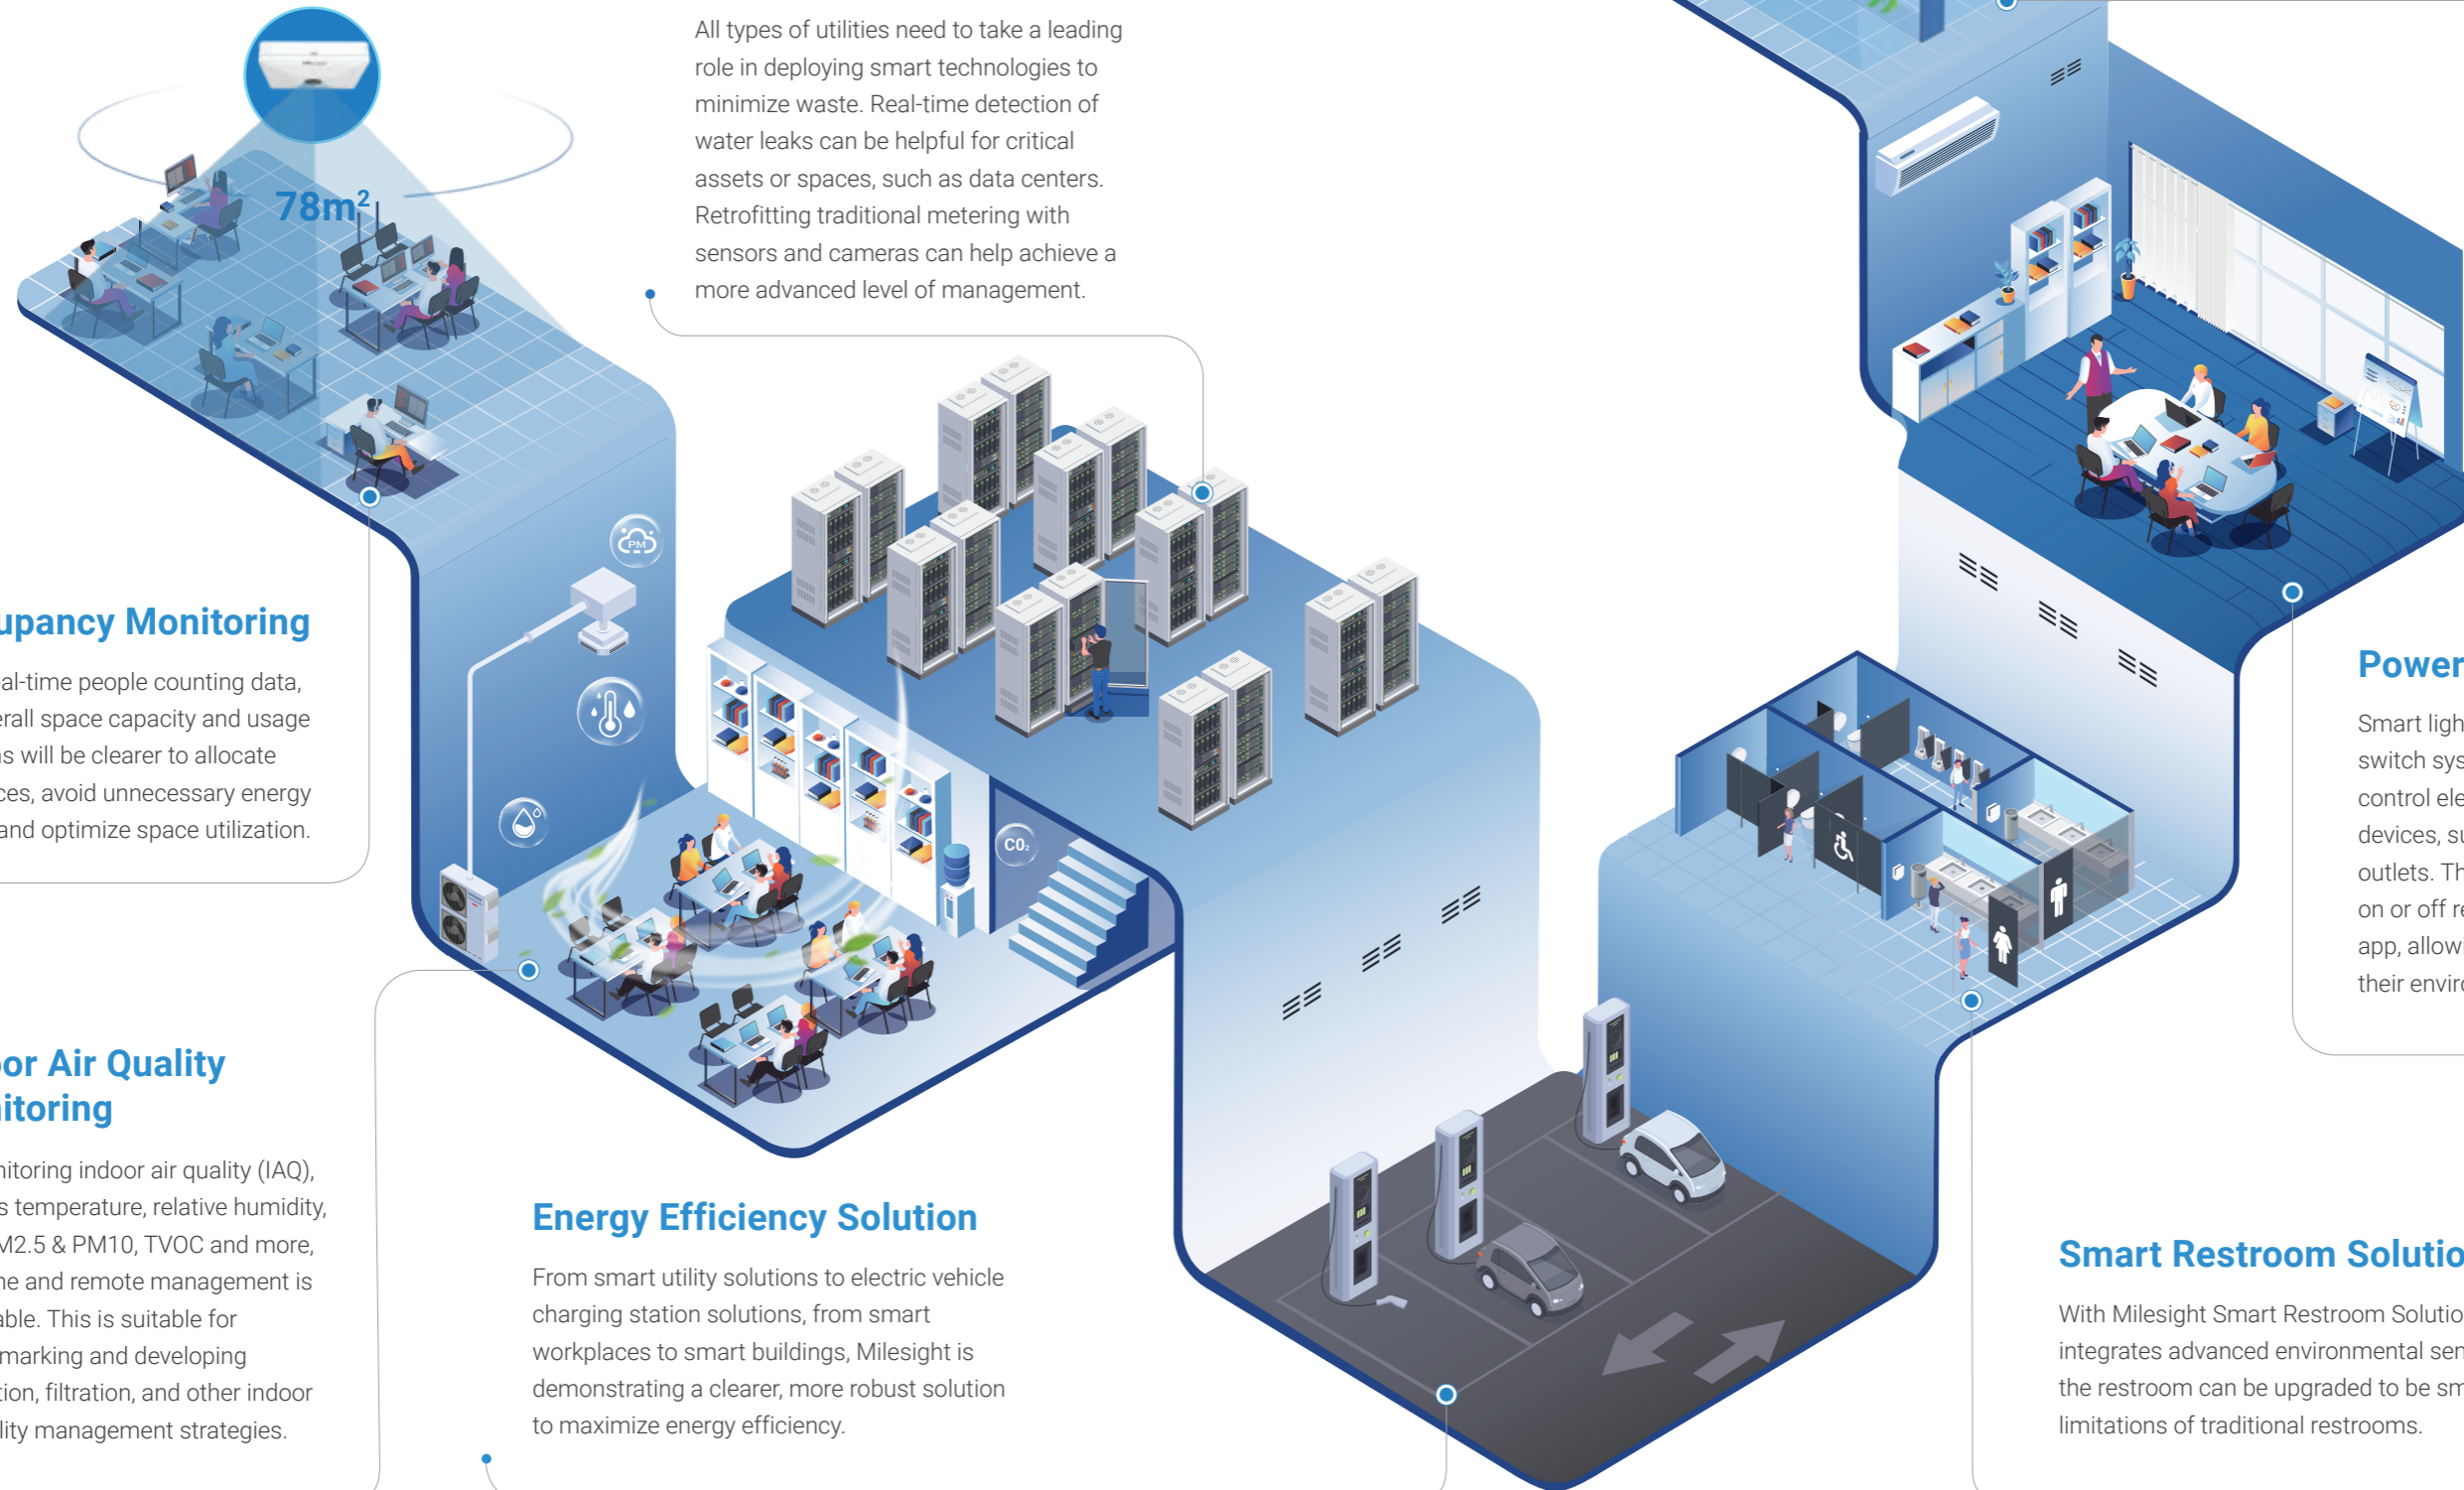 All types of utilities need to take a leading
role in deploying smart technologies to
minimize waste. Real-time detection of
water leaks can be helpful for critical
assets or spaces, such as data centers.
Retrofitting traditional metering with
sensors and cameras can help achieve a
more advanced level of management.
78m²
PM
CO₂
upancy Monitoring
al-time people counting data,
erall space capacity and usage
ns will be clearer to allocate
ces, avoid unnecessary energy
and optimize space utilization.
or Air Quality
itoring
nitoring indoor air quality (IAQ),
s temperature, relative humidity,
M2.5 & PM10, TVOC and more,
ne and remote management is
able. This is suitable for
marking and developing
tion, filtration, and other indoor
lity management strategies.
Energy Efficiency Solution
From smart utility solutions to electric vehicle
charging station solutions, from smart
workplaces to smart buildings, Milesight is
demonstrating a clearer, more robust solution
to maximize energy efficiency.
Power
Smart ligh
switch sys
control ele
devices, su
outlets. Th
on or off re
app, allowi
their enviro
Smart Restroom Solutio
With Milesight Smart Restroom Solutio
integrates advanced environmental sen
the restroom can be upgraded to be sm
limitations of traditional restrooms.